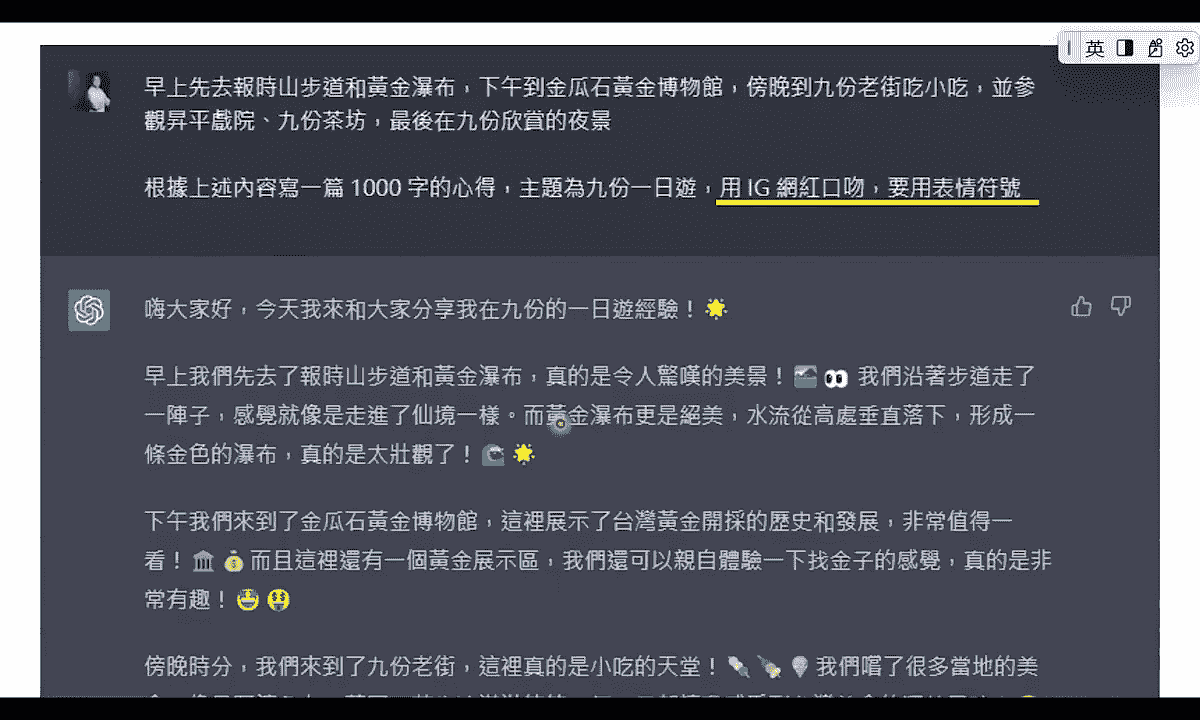 英
早上先去報時山步道和黃金瀑布，下午到金瓜石黃金博物館，傍晚到九份老街吃小吃，並參
觀昇平戲院、九份茶坊，最後在九份欣賞的夜景
根據上述內容寫一篇 1000 字的心得，主題為九份一日遊，用 IG 網紅口吻，要用表情符號
嗨大家好，今天我來和大家分享我在九份的一日遊經驗！🌟
早上我們先去了報時山步道和黃金瀑布，真的是令人驚嘆的美景！🌄👀 我們沿著步道走了
一陣子，感覺就像是走進了仙境一樣。而黃金瀑布更是絕美，水流從高處垂直落下，形成一
條金色的瀑布，真的是太壯觀了！🌊🌟
下午我們來到了金瓜石黃金博物館，這裡展示了台灣黃金開採的歷史和發展，非常值得一
看！🏛️💰而且這裡還有一個黃金展示區，我們還可以親自體驗一下找金子的感覺，真的是非
常有趣！🤩🤑
傍晚時分，我們來到了九份老街，這裡真的是小吃的天堂！🍡🍢🍦我們嚐了很多當地的美